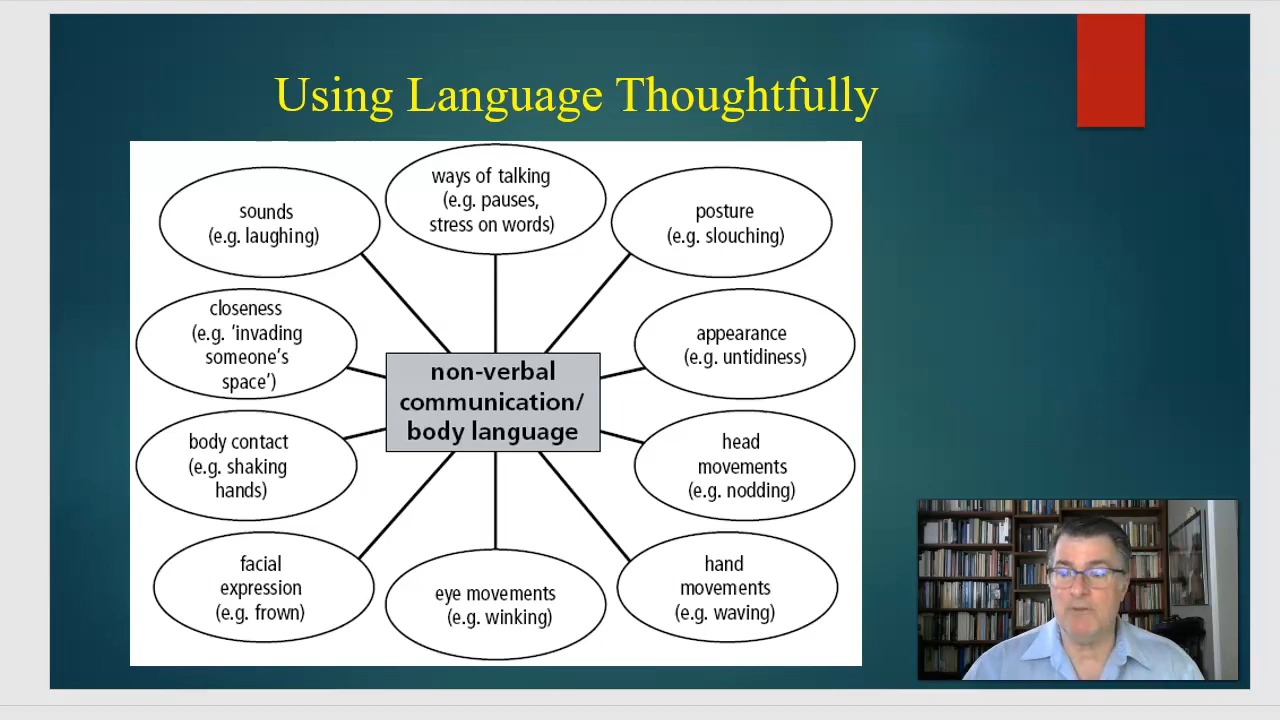 Using Language Thoughtfully
ways of talking
(e.g. pauses,
stress on words)
sounds
(e.g. laughing)
posture
(e.g. slouching)
closeness
(e.g. 'invading
someone's
space')
appearance
(e.g. untidiness)
non-verbal
communication/
body language
body contact
(e.g. shaking
hands)
head
movements
(e.g. nodding)
facial
expression
(e.g. frown)
eye movements
(e.g. winking)
hand
movements
(e.g. waving)